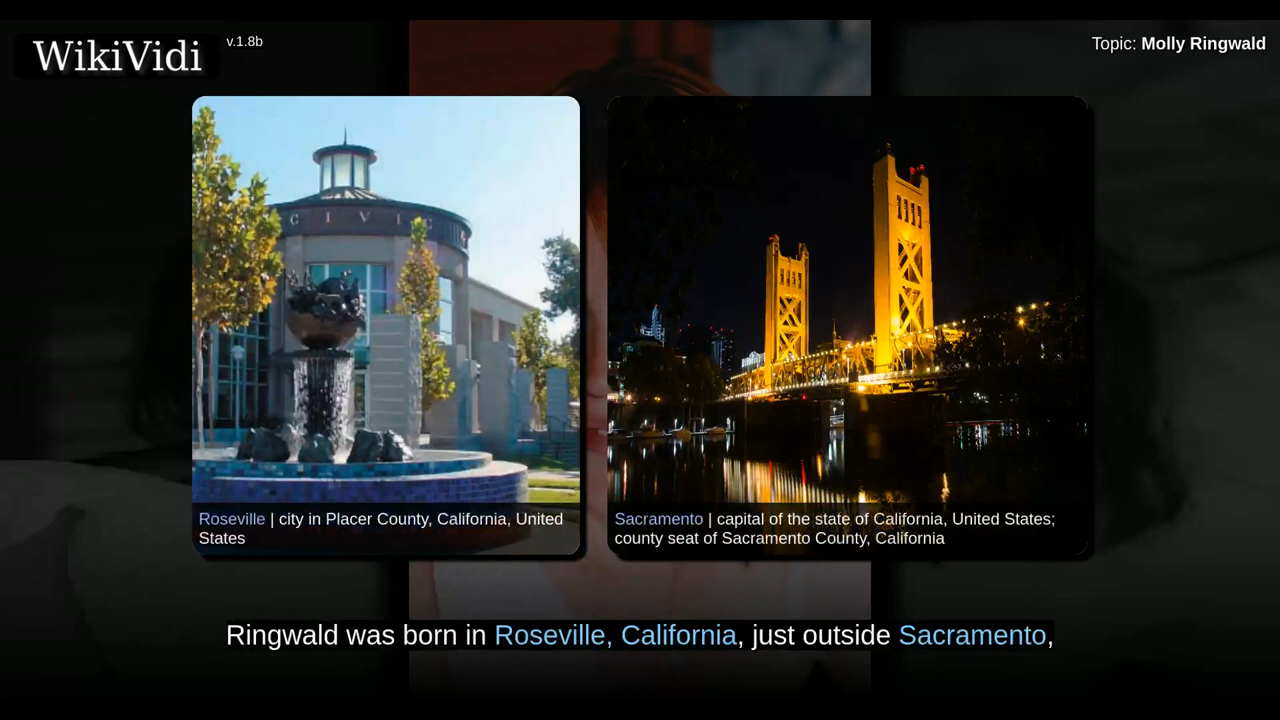 WikiVidi
v.1.8b
Topic: Molly Ringwald
CIVIC
Roseville | city in Placer County, California, United
States
Sacramento | capital of the state of California, United States;
county seat of Sacramento County, California
Ringwald was born in Roseville, California, just outside Sacramento,